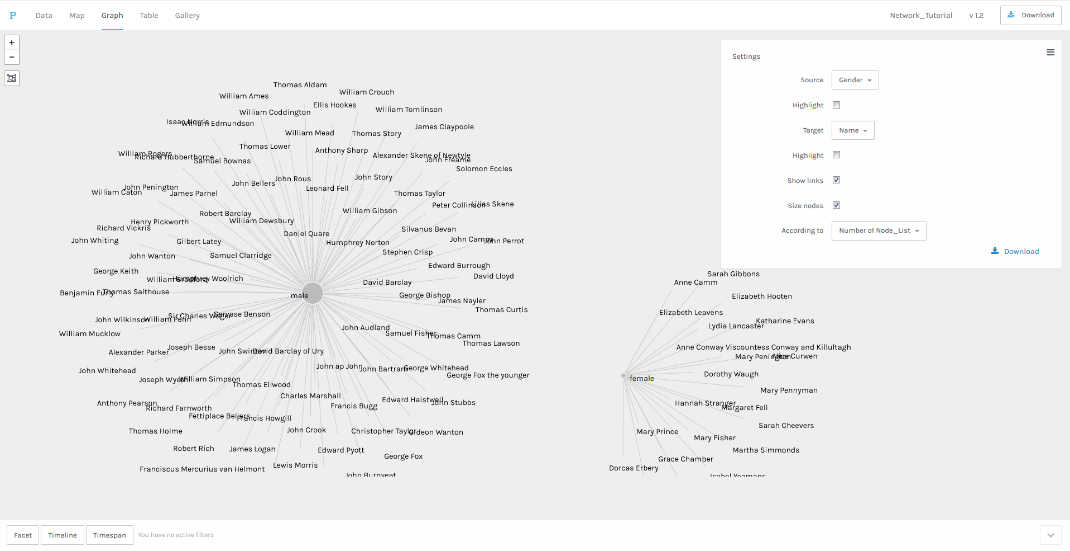 P Data Map Graph Table Gallery Network_Tutorial v 1.2 Download
+
−
Settings
Source Gender
Highlight
Target Name
Highlight
Show links
Size nodes
According to Number of Node_List
Download
Thomas Aldam
William Crouch
William Ames
Ellis Hookes
William Tomlinson
William Coddington
William Edmundson
James Claypoole
William Mead
Thomas Story
Thomas Lower
Anthony Sharp
William Rogers
Richard Hubberthorne
Alexander Skene of Newtyle
Samuel Bownas
John Freame
Solomon Eccles
John Rous
John Story
John Bellers
John Penington
Leonard Fell
William Caton
James Parnel
Thomas Taylor
Peter Collinson
Lilias Skene
Robert Barclay
William Gibson
Henry Pickworth
William Dewsbury
Richard Vickris
Silvanus Bevan
Daniel Quare
John Whiting
Gilbert Latey
Humphrey Norton
John Camm
John Perrot
John Wanton
Samuel Clarridge
Stephen Crisp
George Keith
Edward Burrough
Humphrey Woolrich
David Lloyd
David Barclay
Benjamin Furly
Thomas Salthouse
male
George Bishop
James Nayler
Thomas Curtis
John Wilkinson
William Penn
Sir Charles Wager
Gervase Benson
William Mucklow
John Audland
Samuel Fisher
Thomas Camm
Thomas Lawson
Alexander Parker
Joseph Besse
John Swinton
David Barclay of Ury
John Whitehead
John ap John
John Bartram
George Whitehead
George Fox the younger
Joseph Wyeth
William Simpson
Thomas Ellwood
Charles Marshall
Anthony Pearson
Richard Farnworth
Francis Bugg
Edward Halstwell
John Stubbs
Fettiplace Bellers
Francis Howgill
Thomas Holme
John Crook
Christopher Taylor
Gideon Wanton
Robert Rich
James Logan
Edward Pyott
George Fox
Franciscus Mercurius van Helmont
Lewis Morris
John Burnyeat
Sarah Gibbons
Anne Camm
Elizabeth Hooten
Elizabeth Leavens
Katharine Evans
Lydia Lancaster
Anne Conway Viscountess Conway and Killultagh
Mary Penington
Alice Curwen
Dorothy Waugh
female
Mary Pennyman
Hannah Stranger
Margaret Fell
Sarah Cheevers
Mary Prince
Mary Fisher
Martha Simmonds
Grace Chamber
Dorcas Erbery
Isabel Yeamans
Facet Timeline Timespan You have no active filters